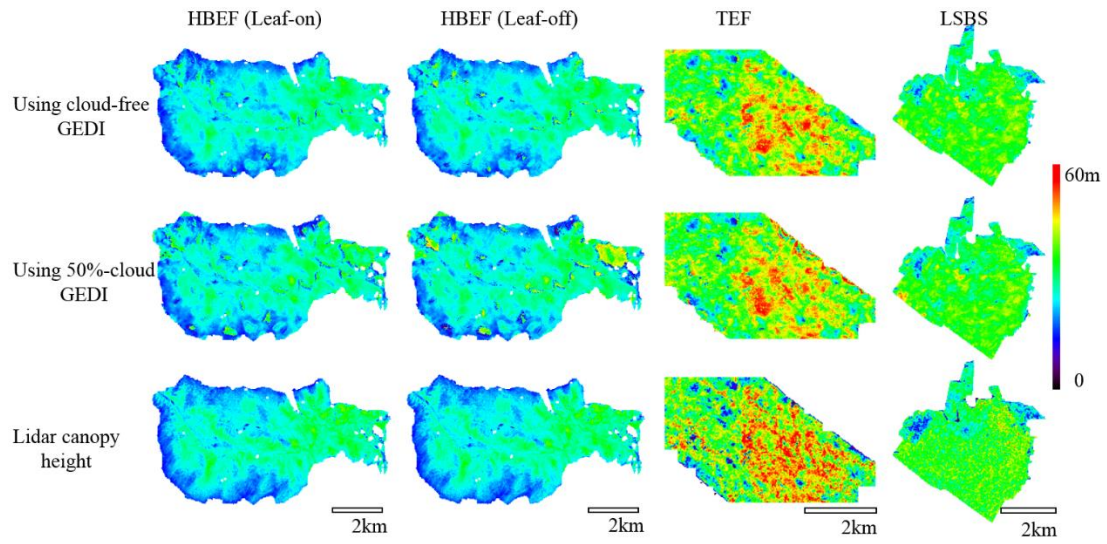 HBEF (Leaf-on) HBEF (Leaf-off) TEF LSBS
Using cloud-free
GEDI
60m
Using 50%-cloud
GEDI
0
Lidar canopy
height
2km 2km 2km 2km